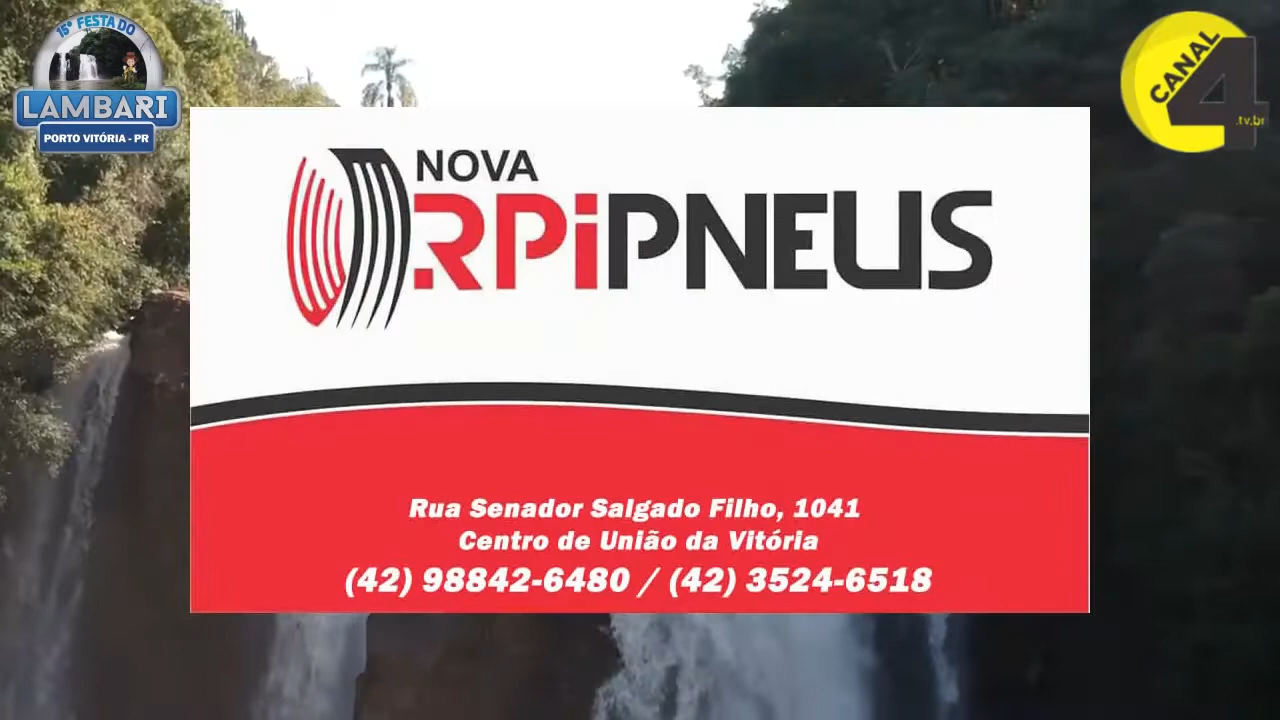 15º FESTA DO
LAMBARI
PORTO VITÓRIA - PR
CANAL
4
.tv.br
NOVA
RPiPNEUS
Rua Senador Salgado Filho, 1041
Centro de União da Vitória
(42) 98842-6480 / (42) 3524-6518